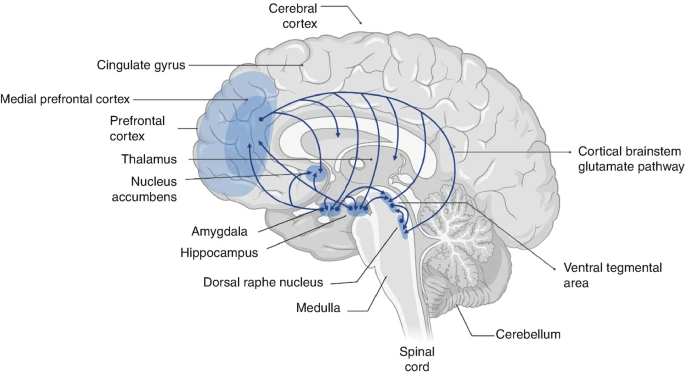 Cerebral
cortex
Cingulate gyrus
Medial prefrontal cortex
Prefrontal
cortex
Thalamus
Nucleus
accumbens
Amygdala
Hippocampus
Dorsal raphe nucleus
Medulla
Spinal
cord
Cerebellum
Ventral tegmental
area
Cortical brainstem
glutamate pathway